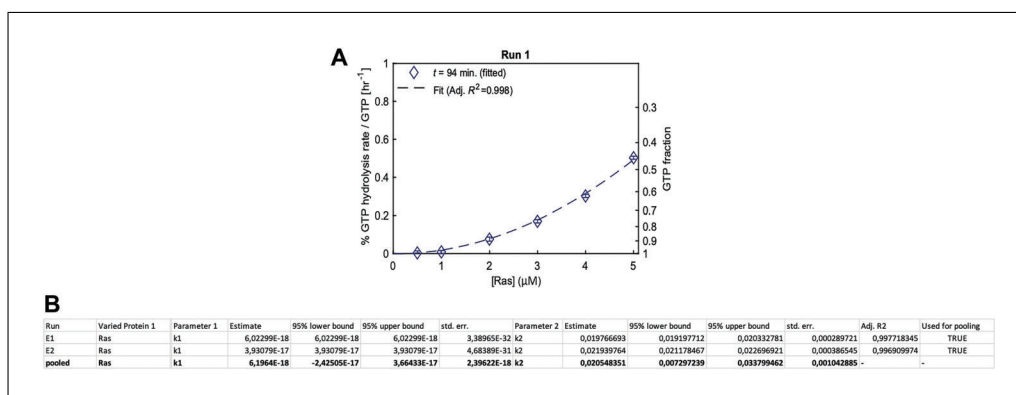 A
Run 1
t = 94 min. (fitted)
Fit (Adj. R²=0.998)
% GTP hydrolysis rate / GTP [hr⁻¹]
1
0.8
0.6
0.4
0.2
0
0 1 2 3 4 5
[Ras] (μM)
0.3
0.4
0.5
0.6
0.7
0.8
0.9
1
GTP fraction
B
Run Varied Protein 1 Parameter 1 Estimate 95% lower bound 95% upper bound std. err. Parameter 2 Estimate 95% lower bound 95% upper bound std. err. Adj. R2 Used for pooling
E1 Ras k1 6,02299E-18 6,02299E-18 6,02299E-18 3,38965E-32 k2 0,019766693 0,019197712 0,020332781 0,000289721 0,997718345 TRUE
E2 Ras k1 3,93079E-17 3,93079E-17 3,93079E-17 4,68389E-31 k2 0,021939764 0,021178467 0,022696921 0,000386545 0,996909974 TRUE
pooled Ras k1 6,1964E-18 -2,42505E-17 3,66433E-17 2,39622E-18 k2 0,020548351 0,007297239 0,033799462 0,001042885 - -